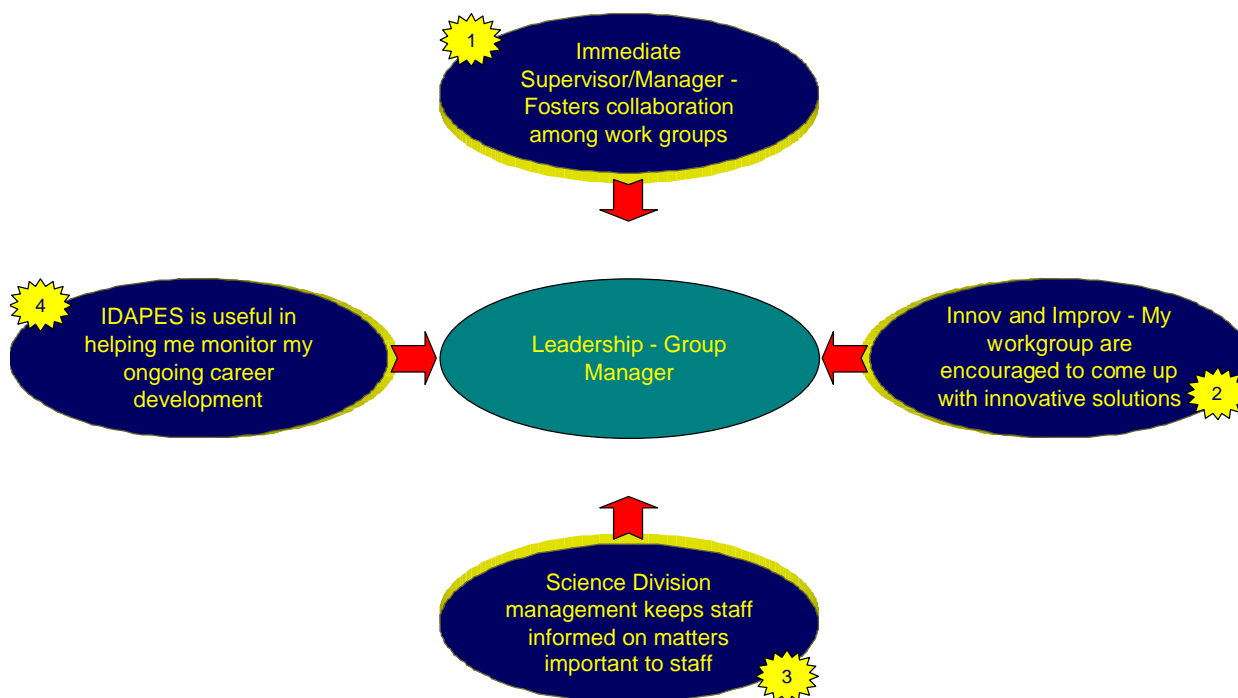 1
Immediate
Supervisor/Manager -
Fosters collaboration
among work groups
4
IDAPES is useful in
helping me monitor my
ongoing career
development
Leadership - Group
Manager
Innov and Improv - My
workgroup are
encouraged to come up
with innovative solutions
2
Science Division
management keeps staff
informed on matters
important to staff
3